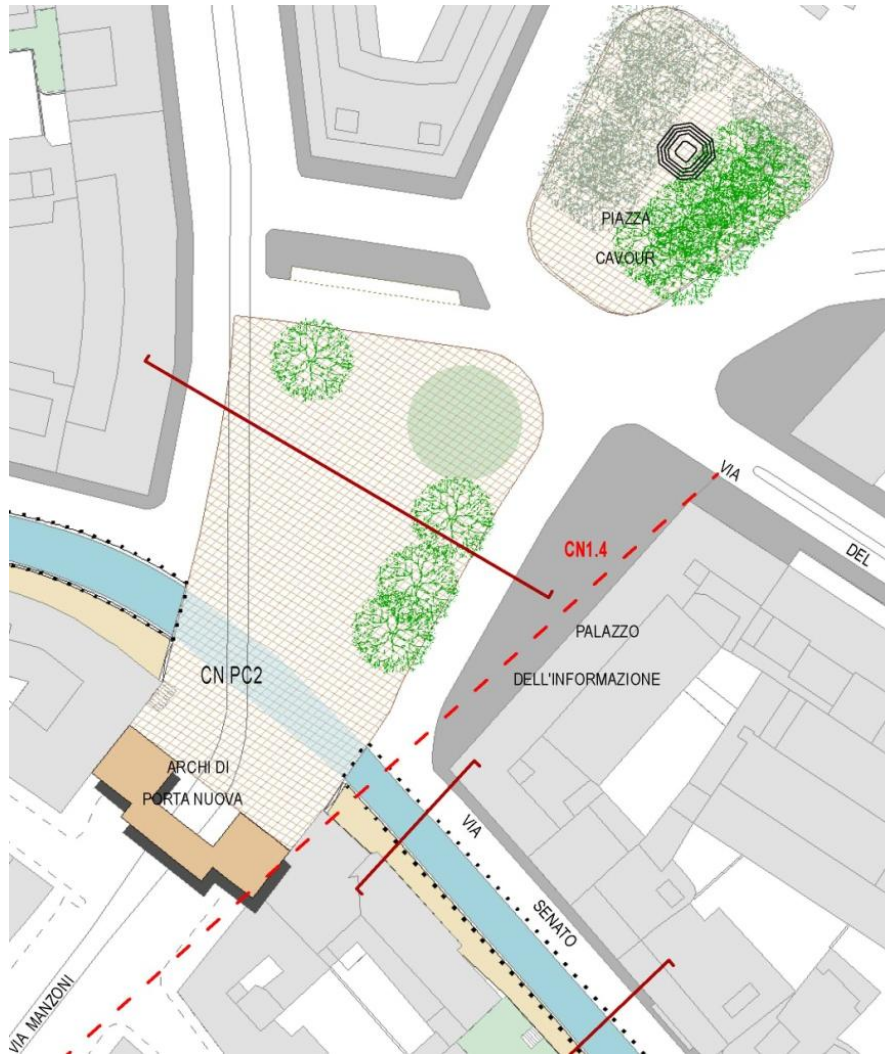 PIAZZA
CAVOUR
VIA
DEL
CN1.4
PALAZZO
DELL'INFORMAZIONE
CN PC2
ARCHI DI
PORTA NUOVA
VIA
SENATO
VIA MANZONI